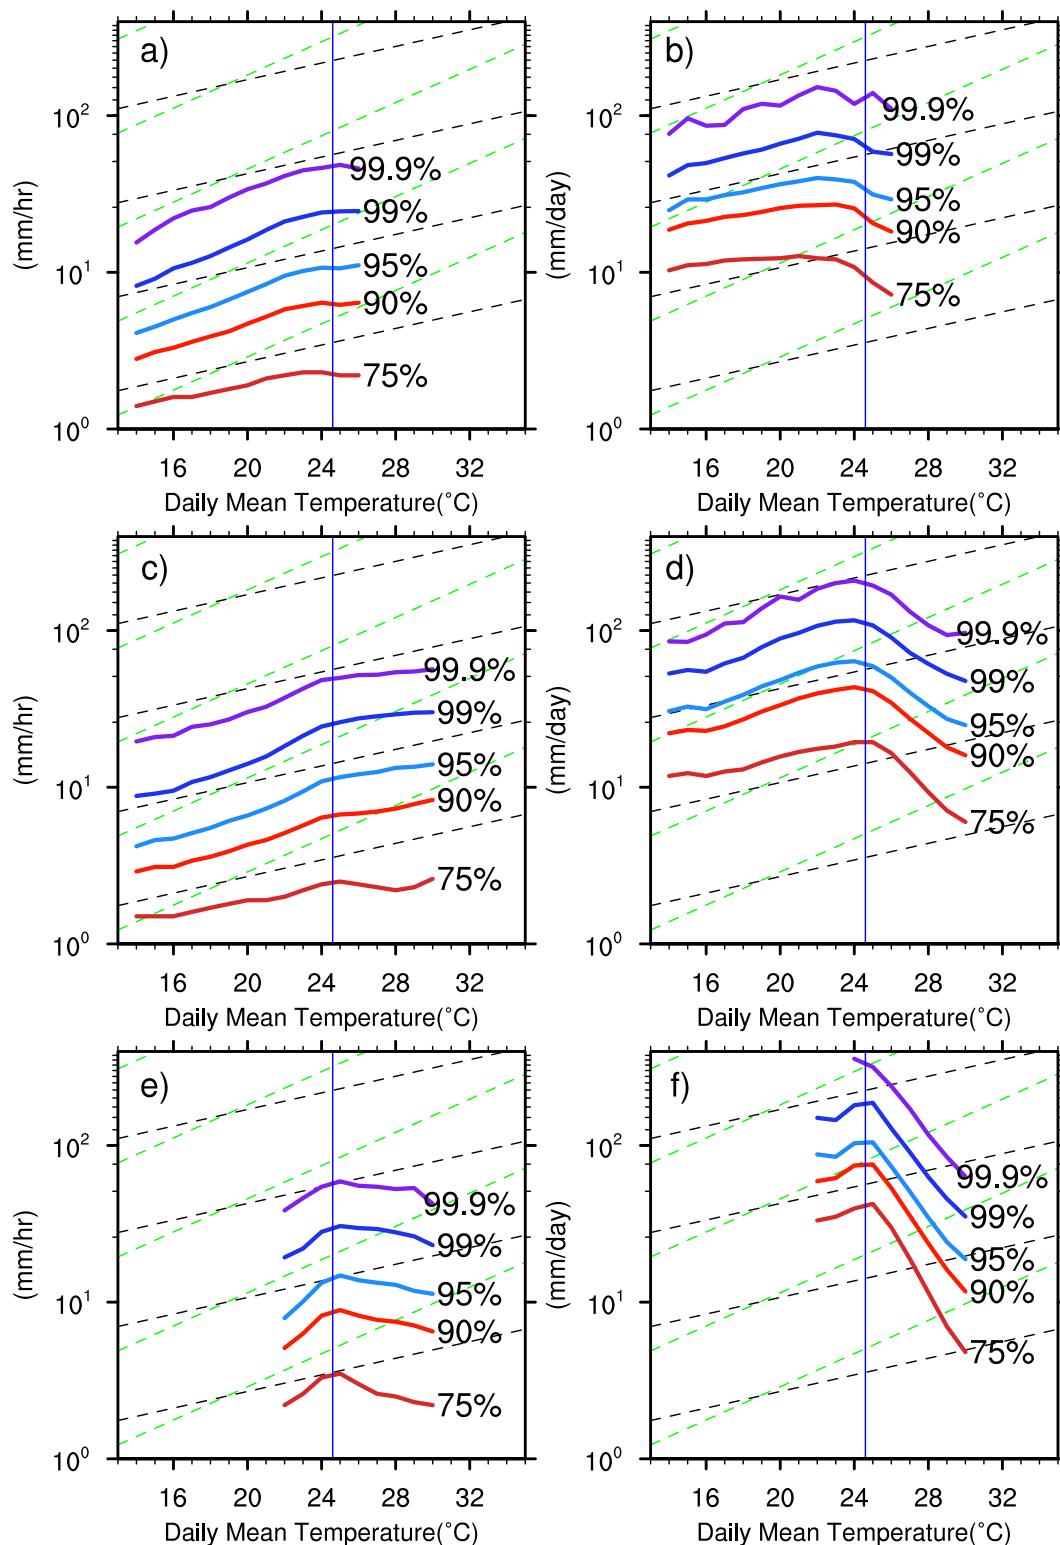 a)
(mm/hr)
10²
10¹
10⁰
99.9%
99%
95%
90%
75%
16 20 24 28 32
Daily Mean Temperature(°C)
b)
(mm/day)
10²
10¹
10⁰
99.9%
99%
95%
90%
75%
16 20 24 28 32
Daily Mean Temperature(°C)
c)
(mm/hr)
10²
10¹
10⁰
99.9%
99%
95%
90%
75%
16 20 24 28 32
Daily Mean Temperature(°C)
d)
(mm/day)
10²
10¹
10⁰
99.9%
99%
95%
90%
75%
16 20 24 28 32
Daily Mean Temperature(°C)
e)
(mm/hr)
10²
10¹
10⁰
99.9%
99%
95%
90%
75%
16 20 24 28 32
Daily Mean Temperature(°C)
f)
(mm/day)
10²
10¹
10⁰
99.9%
99%
95%
90%
75%
16 20 24 28 32
Daily Mean Temperature(°C)